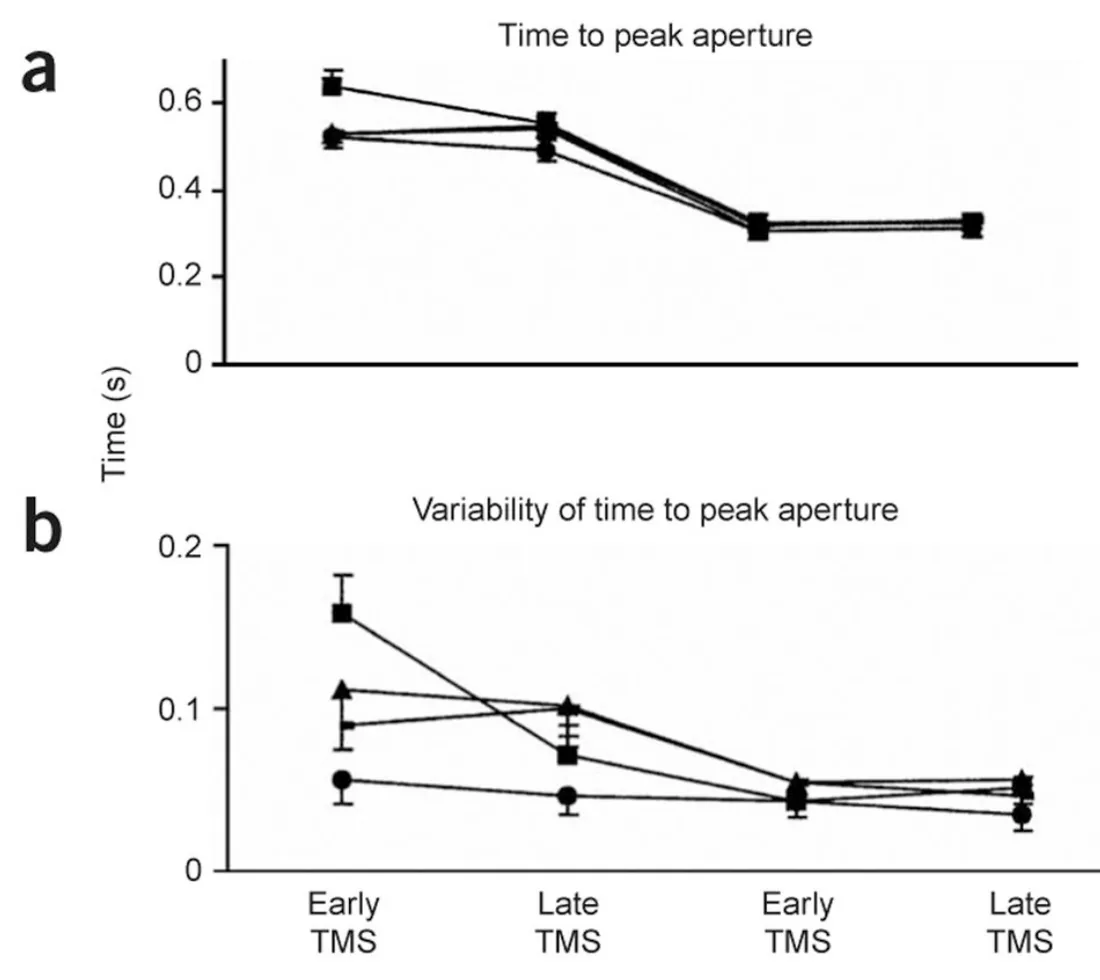 a
Time to peak aperture
0.6
0.4
0.2
0
Time (s)
b
Variability of time to peak aperture
0.2
0.1
0
Early
TMS
Late
TMS
Early
TMS
Late
TMS